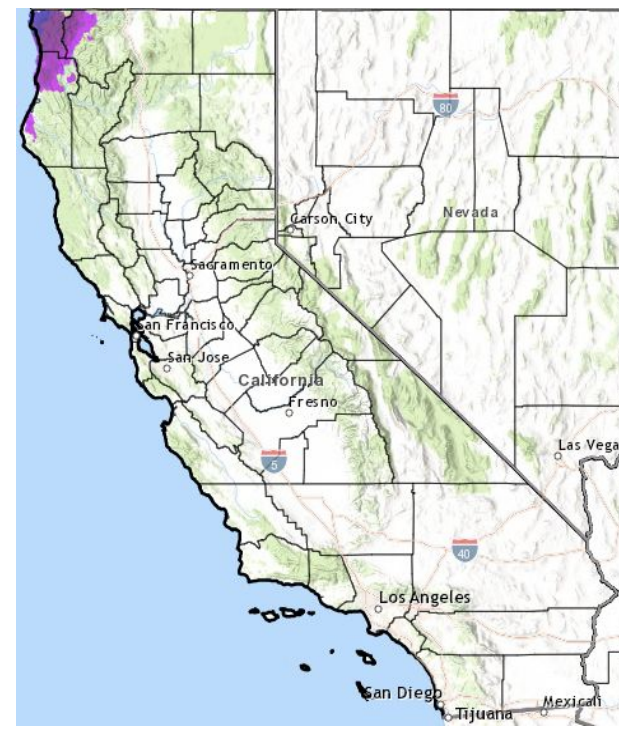 80
Carson City
Nevada
Sacramento
San Francisco
San Jose
California
Fresno
Las Vega
5
40
Los Angeles
San Diego
Tijuana
Mexicali